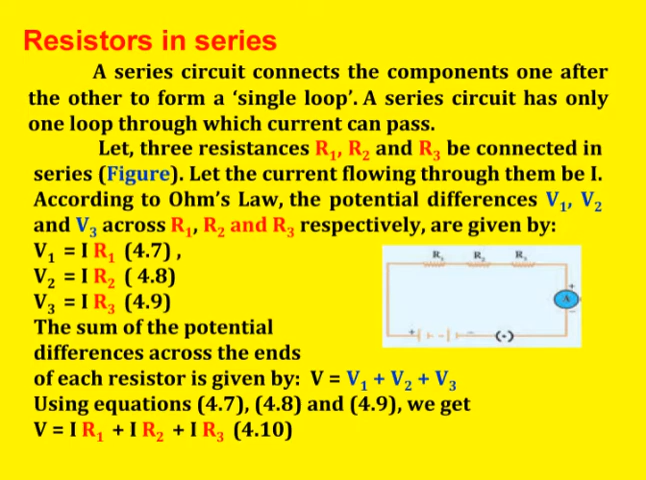 Resistors in series
A series circuit connects the components one after
the other to form a ‘single loop’. A series circuit has only
one loop through which current can pass.
Let, three resistances R₁, R₂ and R₃ be connected in
series (Figure). Let the current flowing through them be I.
According to Ohm’s Law, the potential differences V₁, V₂
and V₃ across R₁, R₂ and R₃ respectively, are given by:
V₁ = I R₁ (4.7) ,
V₂ = I R₂ ( 4.8)
V₃ = I R₃ (4.9)
R₁ R₂ R₃
+
A
+ - (·)
The sum of the potential
differences across the ends
of each resistor is given by: V = V₁ + V₂ + V₃
Using equations (4.7), (4.8) and (4.9), we get
V = I R₁ + I R₂ + I R₃ (4.10)